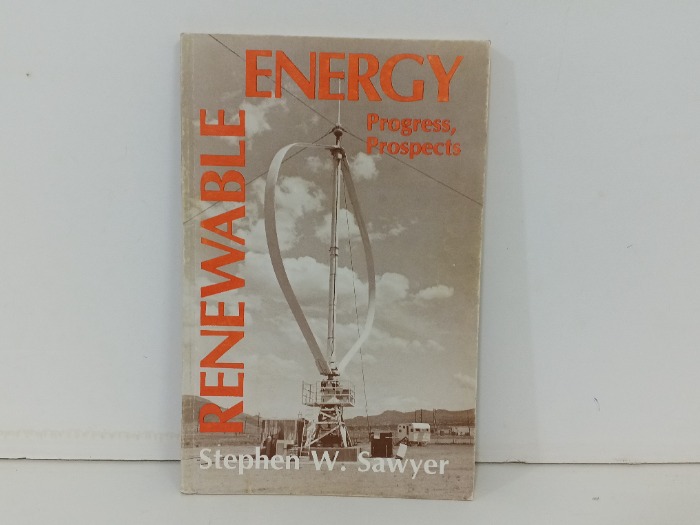 RENEWABLE
ENERGY
Progress,
Prospects
Stephen W. Sawyer